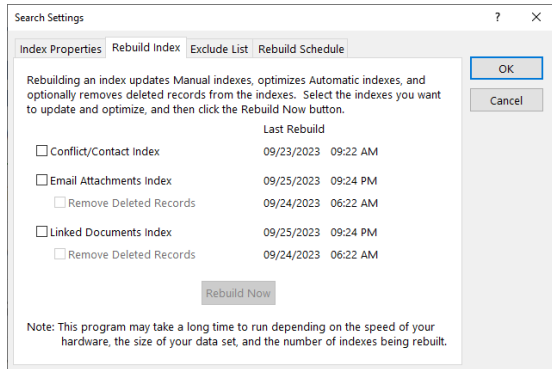 Search Settings ? ×
Index Properties Rebuild Index Exclude List Rebuild Schedule
OK
Cancel
Rebuilding an index updates Manual indexes, optimizes Automatic indexes, and
optionally removes deleted records from the indexes. Select the indexes you want
to update and optimize, and then click the Rebuild Now button.
Last Rebuild
Conflict/Contact Index 09/23/2023 09:22 AM
Email Attachments Index 09/25/2023 09:24 PM
Remove Deleted Records 09/24/2023 06:22 AM
Linked Documents Index 09/25/2023 09:24 PM
Remove Deleted Records 09/24/2023 06:22 AM
Rebuild Now
Note: This program may take a long time to run depending on the speed of your
hardware, the size of your data set, and the number of indexes being rebuilt.